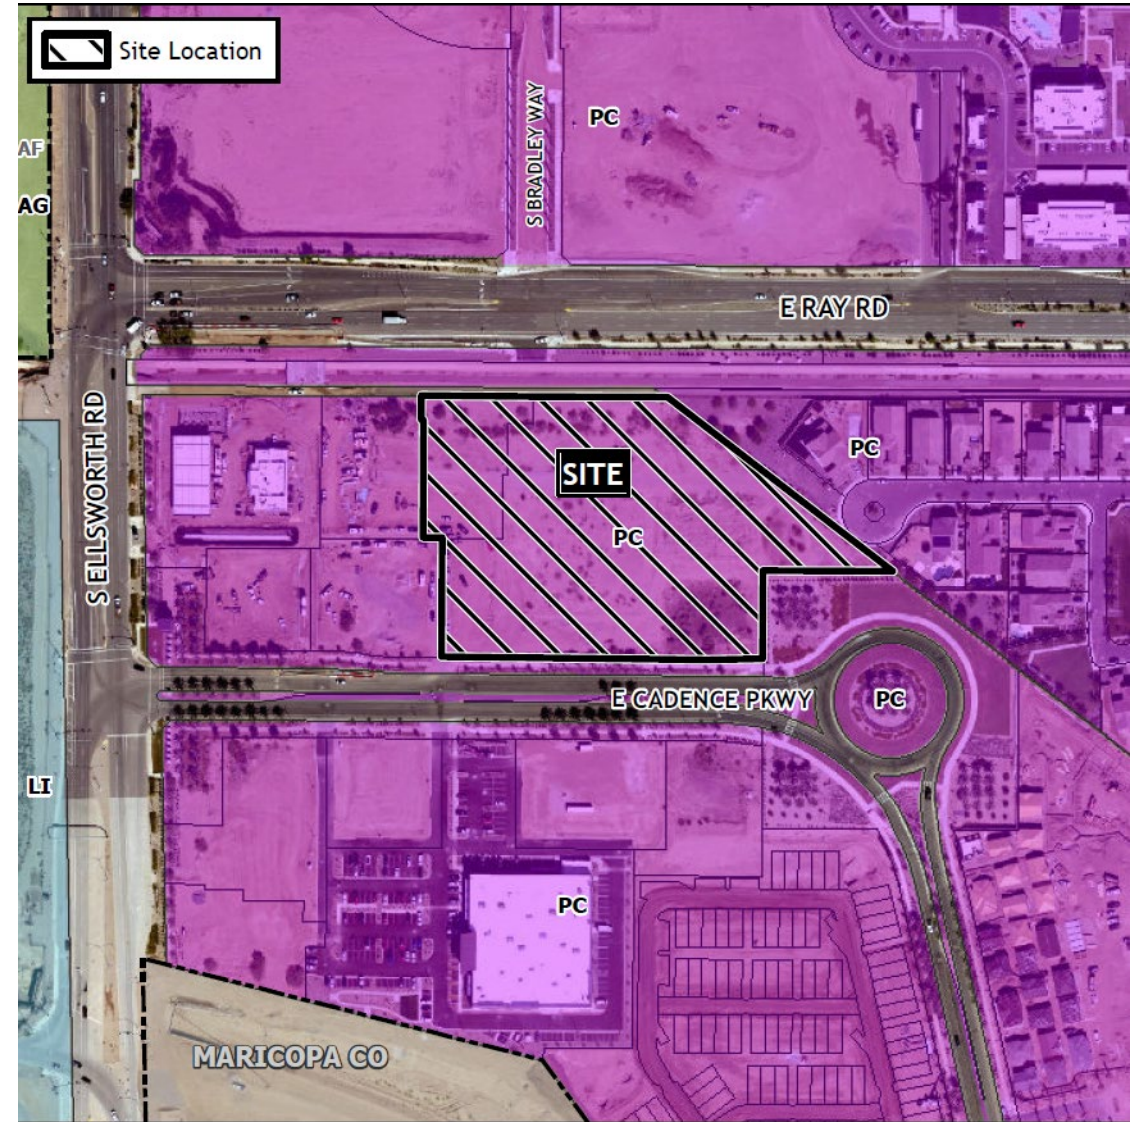 Site Location
S BRADLEY WAY
PC
AF
AG
E RAY RD
S ELLSWORTH RD
PC
SITE
PC
E CADENCE PKWY
PC
LI
PC
MARICOPA CO